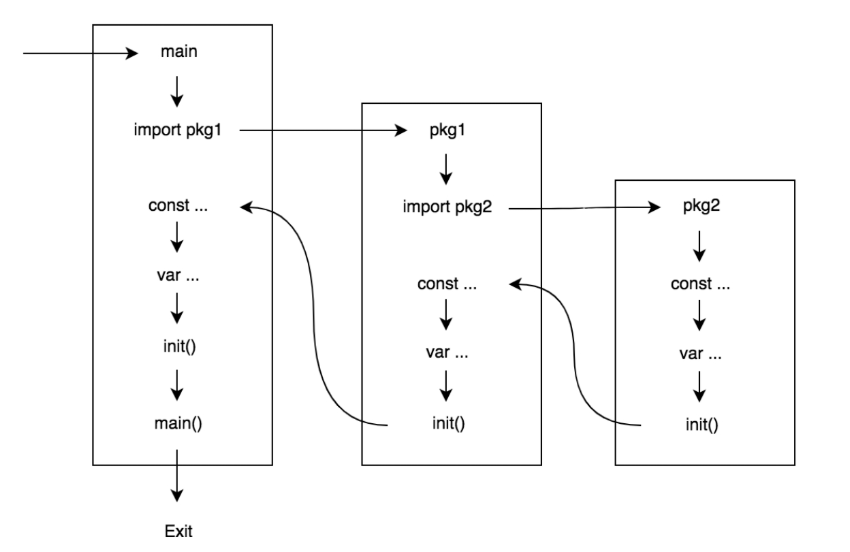 main
import pkg1
const ...
var ...
init()
main()
Exit
pkg1
import pkg2
const ...
var ...
init()
pkg2
const ...
var ...
init()